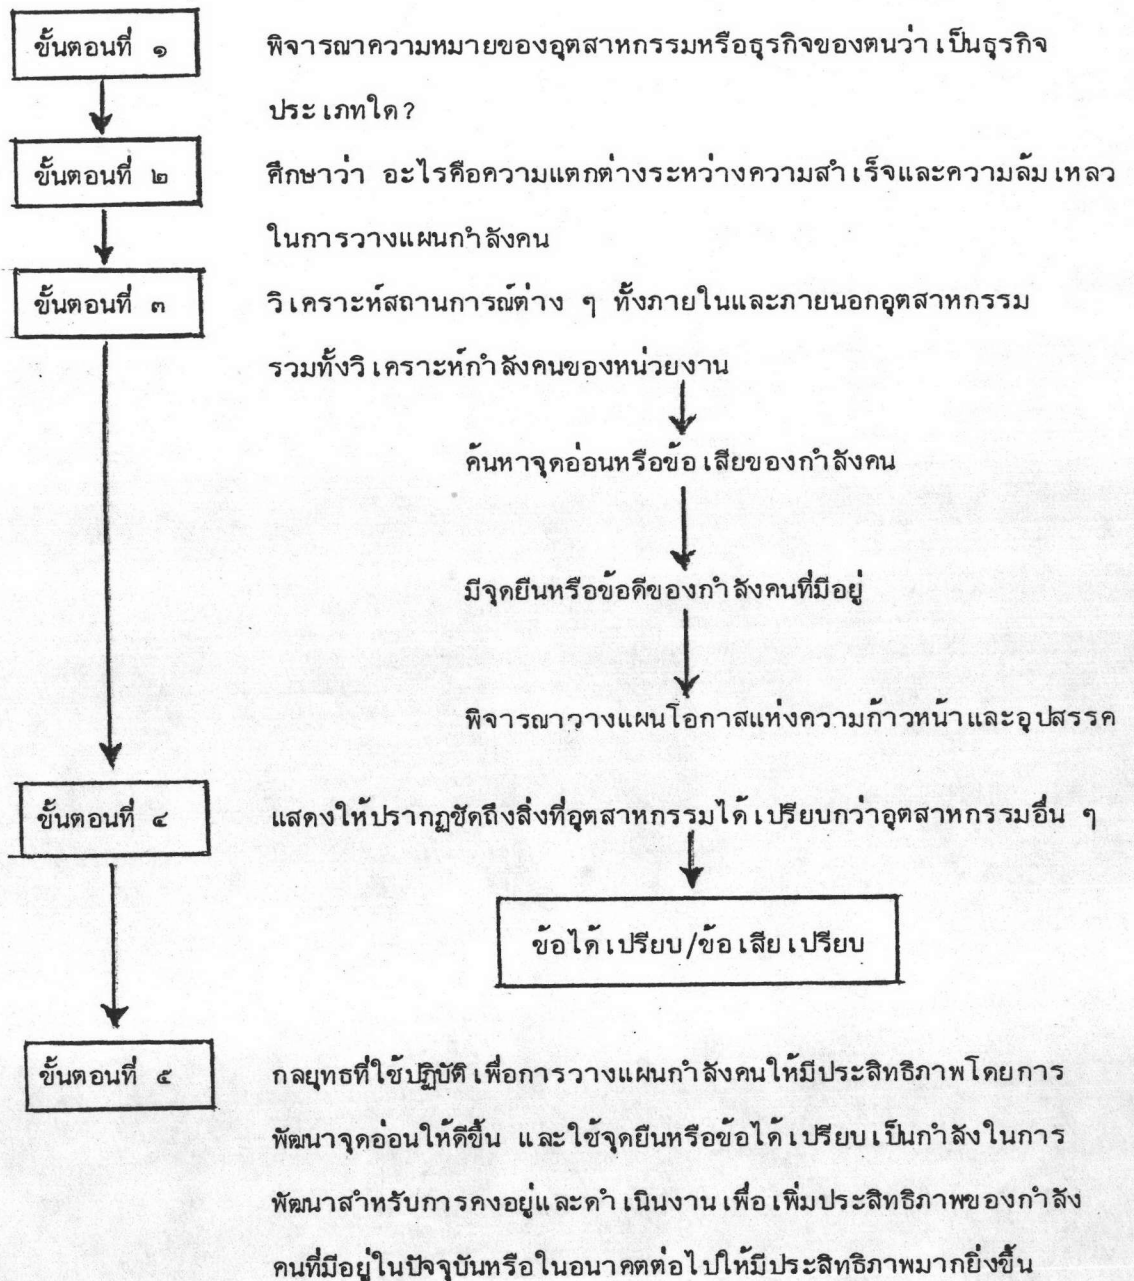 ขั้นตอนที่ ๑
พิจารณาความหมายของอุตสาหกรรมหรือธุรกิจของตนว่าเป็นธุรกิจ
ประเภทใด?
ขั้นตอนที่ ๒
ศึกษาว่า อะไรคือความแตกต่างระหว่างความสำเร็จและความล้มเหลว
ในการวางแผนกำลังคน
ขั้นตอนที่ ๓
วิเคราะห์สถานการณ์ต่าง ๆ ทั้งภายในและภายนอกอุตสาหกรรม
รวมทั้งวิเคราะห์กำลังคนของหน่วยงาน
ค้นหาจุดอ่อนหรือข้อเสียของกำลังคน
มีจุดยืนหรือข้อดีของกำลังคนที่มีอยู่
พิจารณาวางแผนโอกาสแห่งความก้าวหน้าและอุปสรรค
ขั้นตอนที่ ๔
แสดงให้ปรากฏชัดถึงสิ่งที่อุตสาหกรรมได้เปรียบกว่าอุตสาหกรรมอื่น ๆ
ข้อได้เปรียบ/ข้อเสียเปรียบ
ขั้นตอนที่ ๕
กลยุทธที่ใช้ปฏิบัติเพื่อการวางแผนกำลังคนให้มีประสิทธิภาพโดยการ
พัฒนาจุดอ่อนให้ดีขึ้น และใช้จุดยืนหรือข้อได้เปรียบเป็นกำลังในการ
พัฒนาสำหรับการคงอยู่และดำเนินงานเพื่อเพิ่มประสิทธิภาพของกำลัง
คนที่มีอยู่ในปัจจุบันหรือในอนาคตต่อไปให้มีประสิทธิภาพมากยิ่งขึ้น